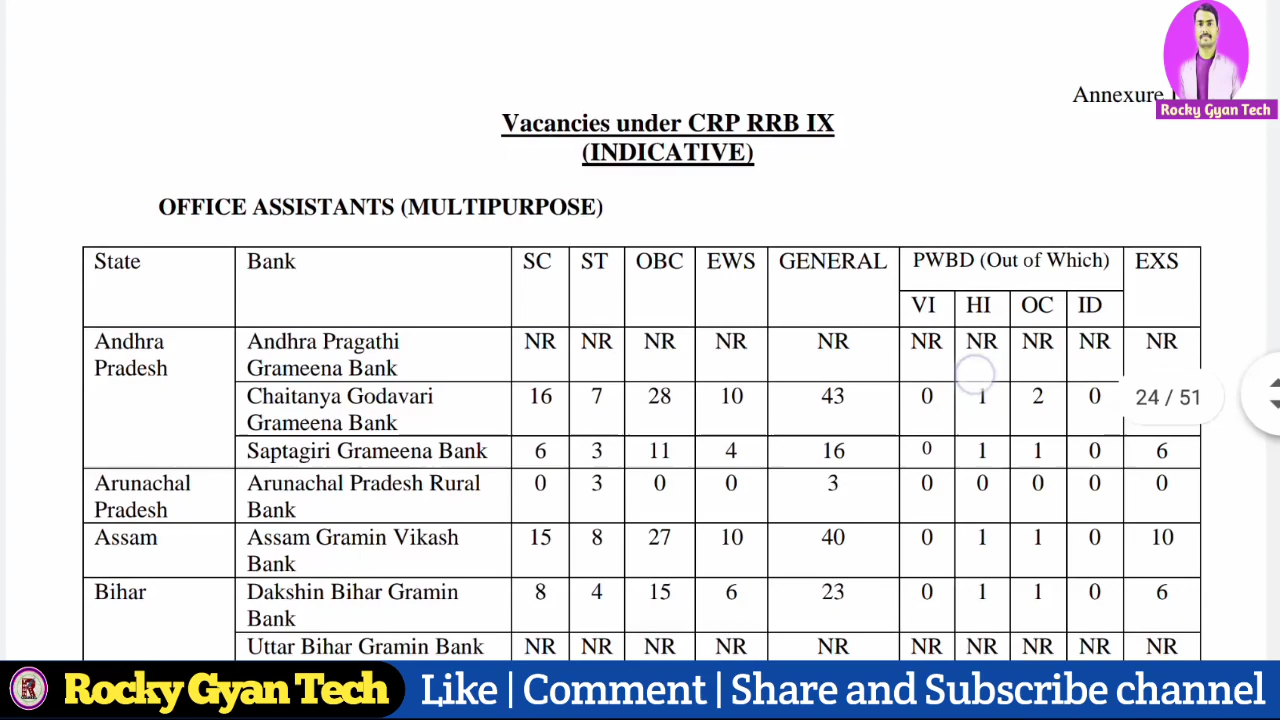 Annexure
Rocky Gyan Tech
Vacancies under CRP RRB IX
(INDICATIVE)
OFFICE ASSISTANTS (MULTIPURPOSE)
State Bank SC ST OBC EWS GENERAL PWBD (Out of Which) EXS
VI HI OC ID
Andhra Pradesh Andhra Pragathi Grameena Bank NR NR NR NR NR NR NR NR NR NR
Chaitanya Godavari Grameena Bank 16 7 28 10 43 0 1 2 0
24 / 51
Saptagiri Grameena Bank 6 3 11 4 16 0 1 1 0 6
Arunachal Pradesh Arunachal Pradesh Rural Bank 0 3 0 0 3 0 0 0 0 0
Assam Assam Gramin Vikash Bank 15 8 27 10 40 0 1 1 0 10
Bihar Dakshin Bihar Gramin Bank 8 4 15 6 23 0 1 1 0 6
Uttar Bihar Gramin Bank NR NR NR NR NR NR NR NR NR NR
R Rocky Gyan Tech Like | Comment | Share and Subscribe channel